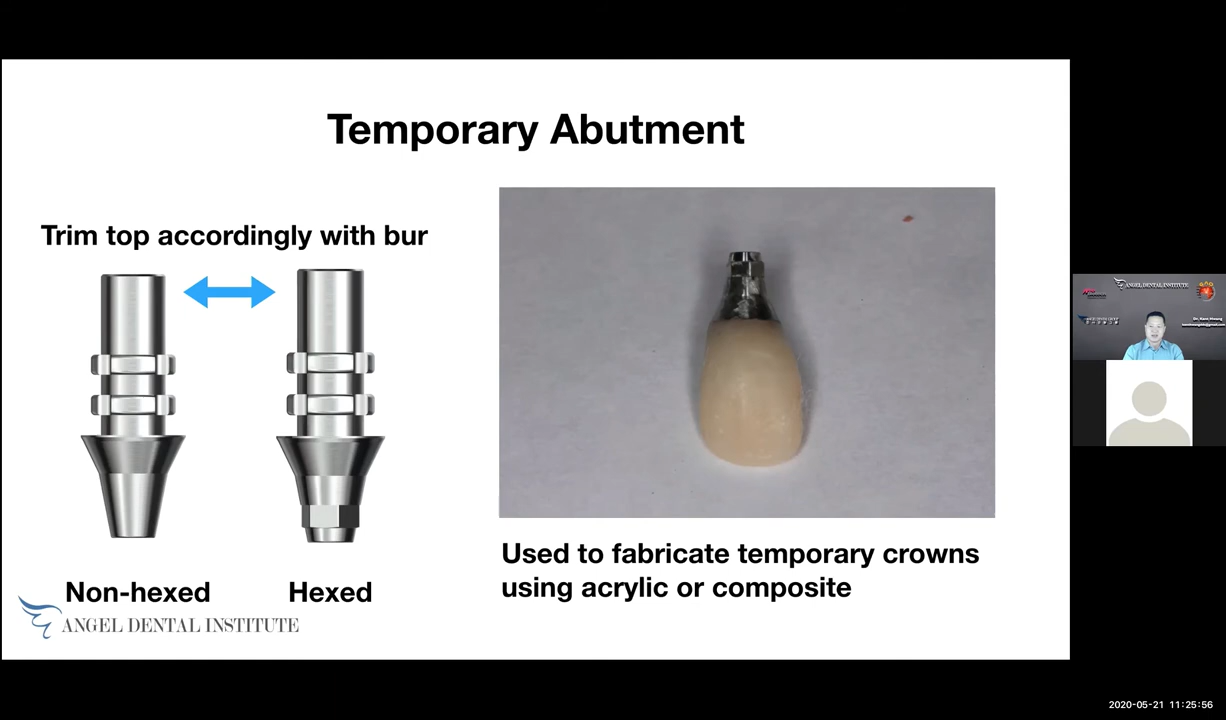 Temporary Abutment
Trim top accordingly with bur
Non-hexed
Hexed
Used to fabricate temporary crowns
using acrylic or composite
ANGEL DENTAL INSTITUTE
ANGEL DENTAL INSTITUTE
2020-05-21 11:25:56